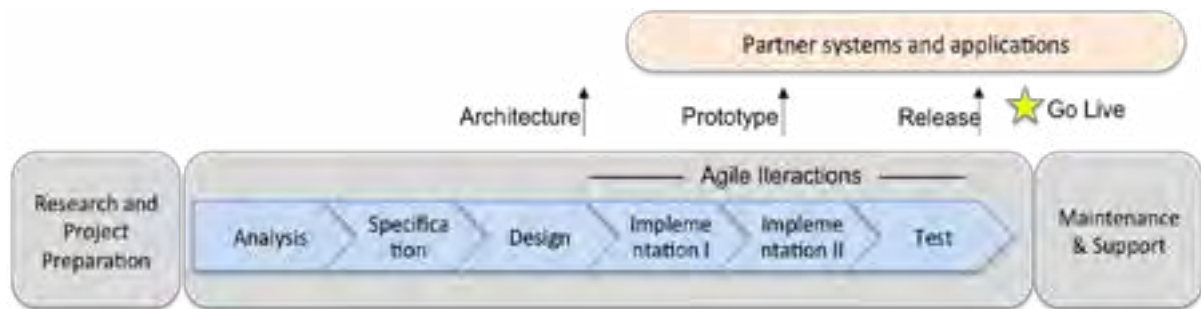 Partner systems and applications
Architecture
Prototype
Release
Go Live
Agile Iteractions
Research and
Project
Preparation
Analysis
Specifica
tion
Design
Impleme
ntation I
Impleme
ntation II
Test
Maintenance
& Support